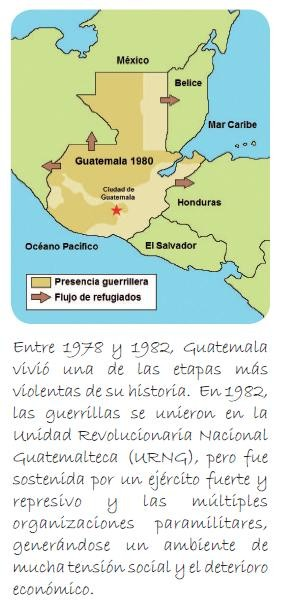 México
Belice
Mar Caribe
Guatemala 1980
Ciudad de
Guatemala
Honduras
Océano Pacífico
El Salvador
Presencia guerrillera
Flujo de refugiados
Entre 1978 y 1982, Guatemala
vivió una de las etapas más
violentas de su historia. En 1982,
las guerrillas se unieron en la
Unidad Revolucionaria Nacional
Guatemalteca (URNG), pero fue
sostenida por un ejército fuerte y
represivo y las múltiples
organizaciones paramilitares,
generándose un ambiente de
mucha tensión social y el deterioro
económico.